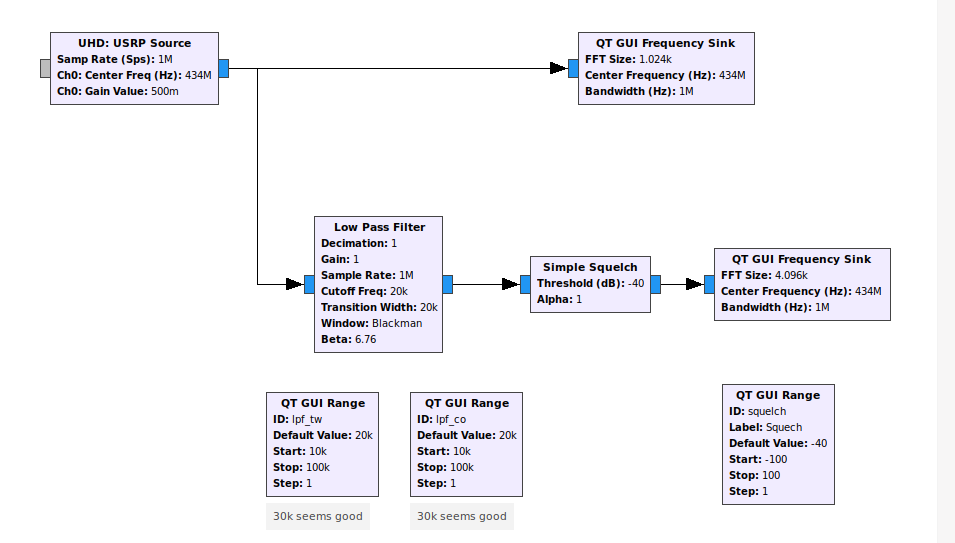 UHD: USRP Source
Samp Rate (Sps): 1M
Ch0: Center Freq (Hz): 434M
Ch0: Gain Value: 500m
QT GUI Frequency Sink
FFT Size: 1.024k
Center Frequency (Hz): 434M
Bandwidth (Hz): 1M
Low Pass Filter
Decimation: 1
Gain: 1
Sample Rate: 1M
Cutoff Freq: 20k
Transition Width: 20k
Window: Blackman
Beta: 6.76
Simple Squelch
Threshold (dB): -40
Alpha: 1
QT GUI Frequency Sink
FFT Size: 4.096k
Center Frequency (Hz): 434M
Bandwidth (Hz): 1M
QT GUI Range
ID: lpf_tw
Default Value: 20k
Start: 10k
Stop: 100k
Step: 1
30k seems good
QT GUI Range
ID: lpf_co
Default Value: 20k
Start: 10k
Stop: 100k
Step: 1
30k seems good
QT GUI Range
ID: squelch
Label: Squech
Default Value: -40
Start: -100
Stop: 100
Step: 1